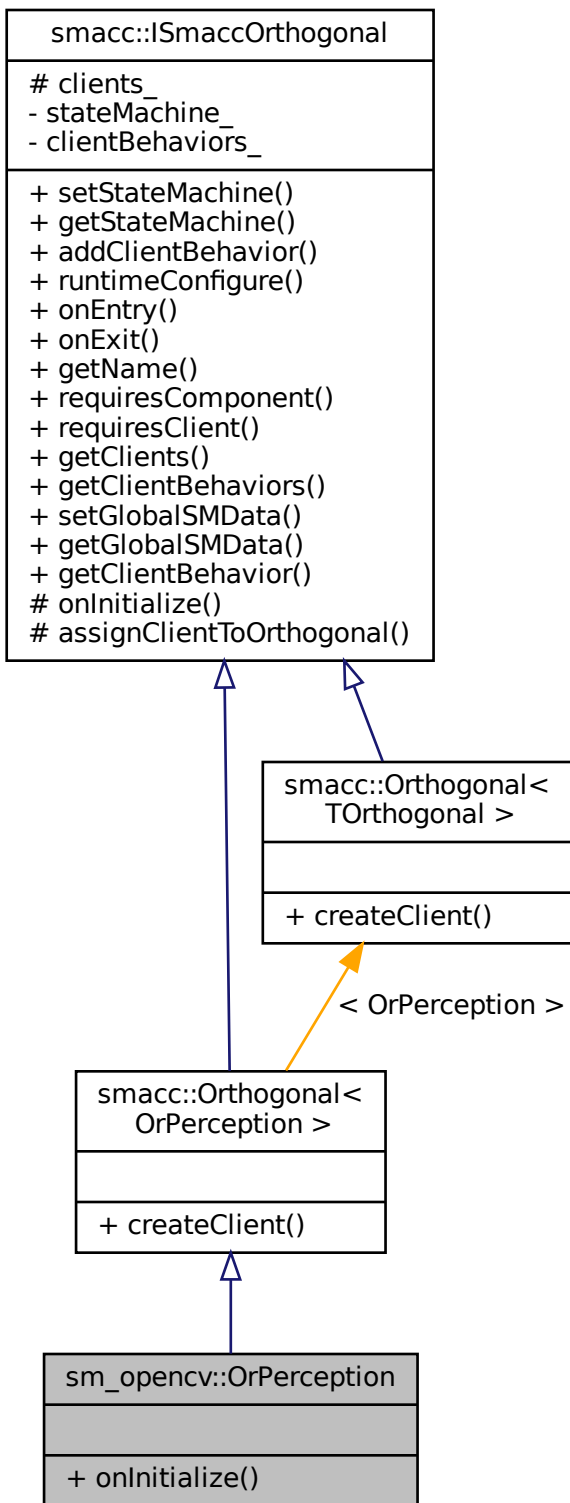 smacc::ISmaccOrthogonal
# clients_
- stateMachine_
- clientBehaviors_
+ setStateMachine()
+ getStateMachine()
+ addClientBehavior()
+ runtimeConfigure()
+ onEntry()
+ onExit()
+ getName()
+ requiresComponent()
+ requiresClient()
+ getClients()
+ getClientBehaviors()
+ setGlobalSMData()
+ getGlobalSMData()
+ getClientBehavior()
# onInitialize()
# assignClientToOrthogonal()
smacc::Orthogonal<
TOrthogonal >
+ createClient()
< OrPerception >
smacc::Orthogonal<
OrPerception >
+ createClient()
sm_opencv::OrPerception
+ onInitialize()